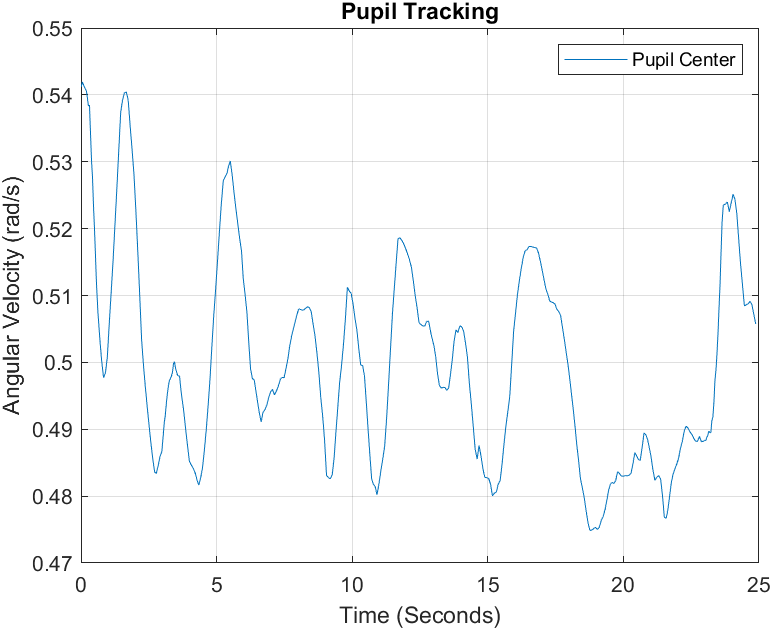 Pupil Tracking
Pupil Center
0.55
0.54
0.53
0.52
0.51
0.5
0.49
0.48
0.47
Angular Velocity (rad/s)
0 5 10 15 20 25
Time (Seconds)